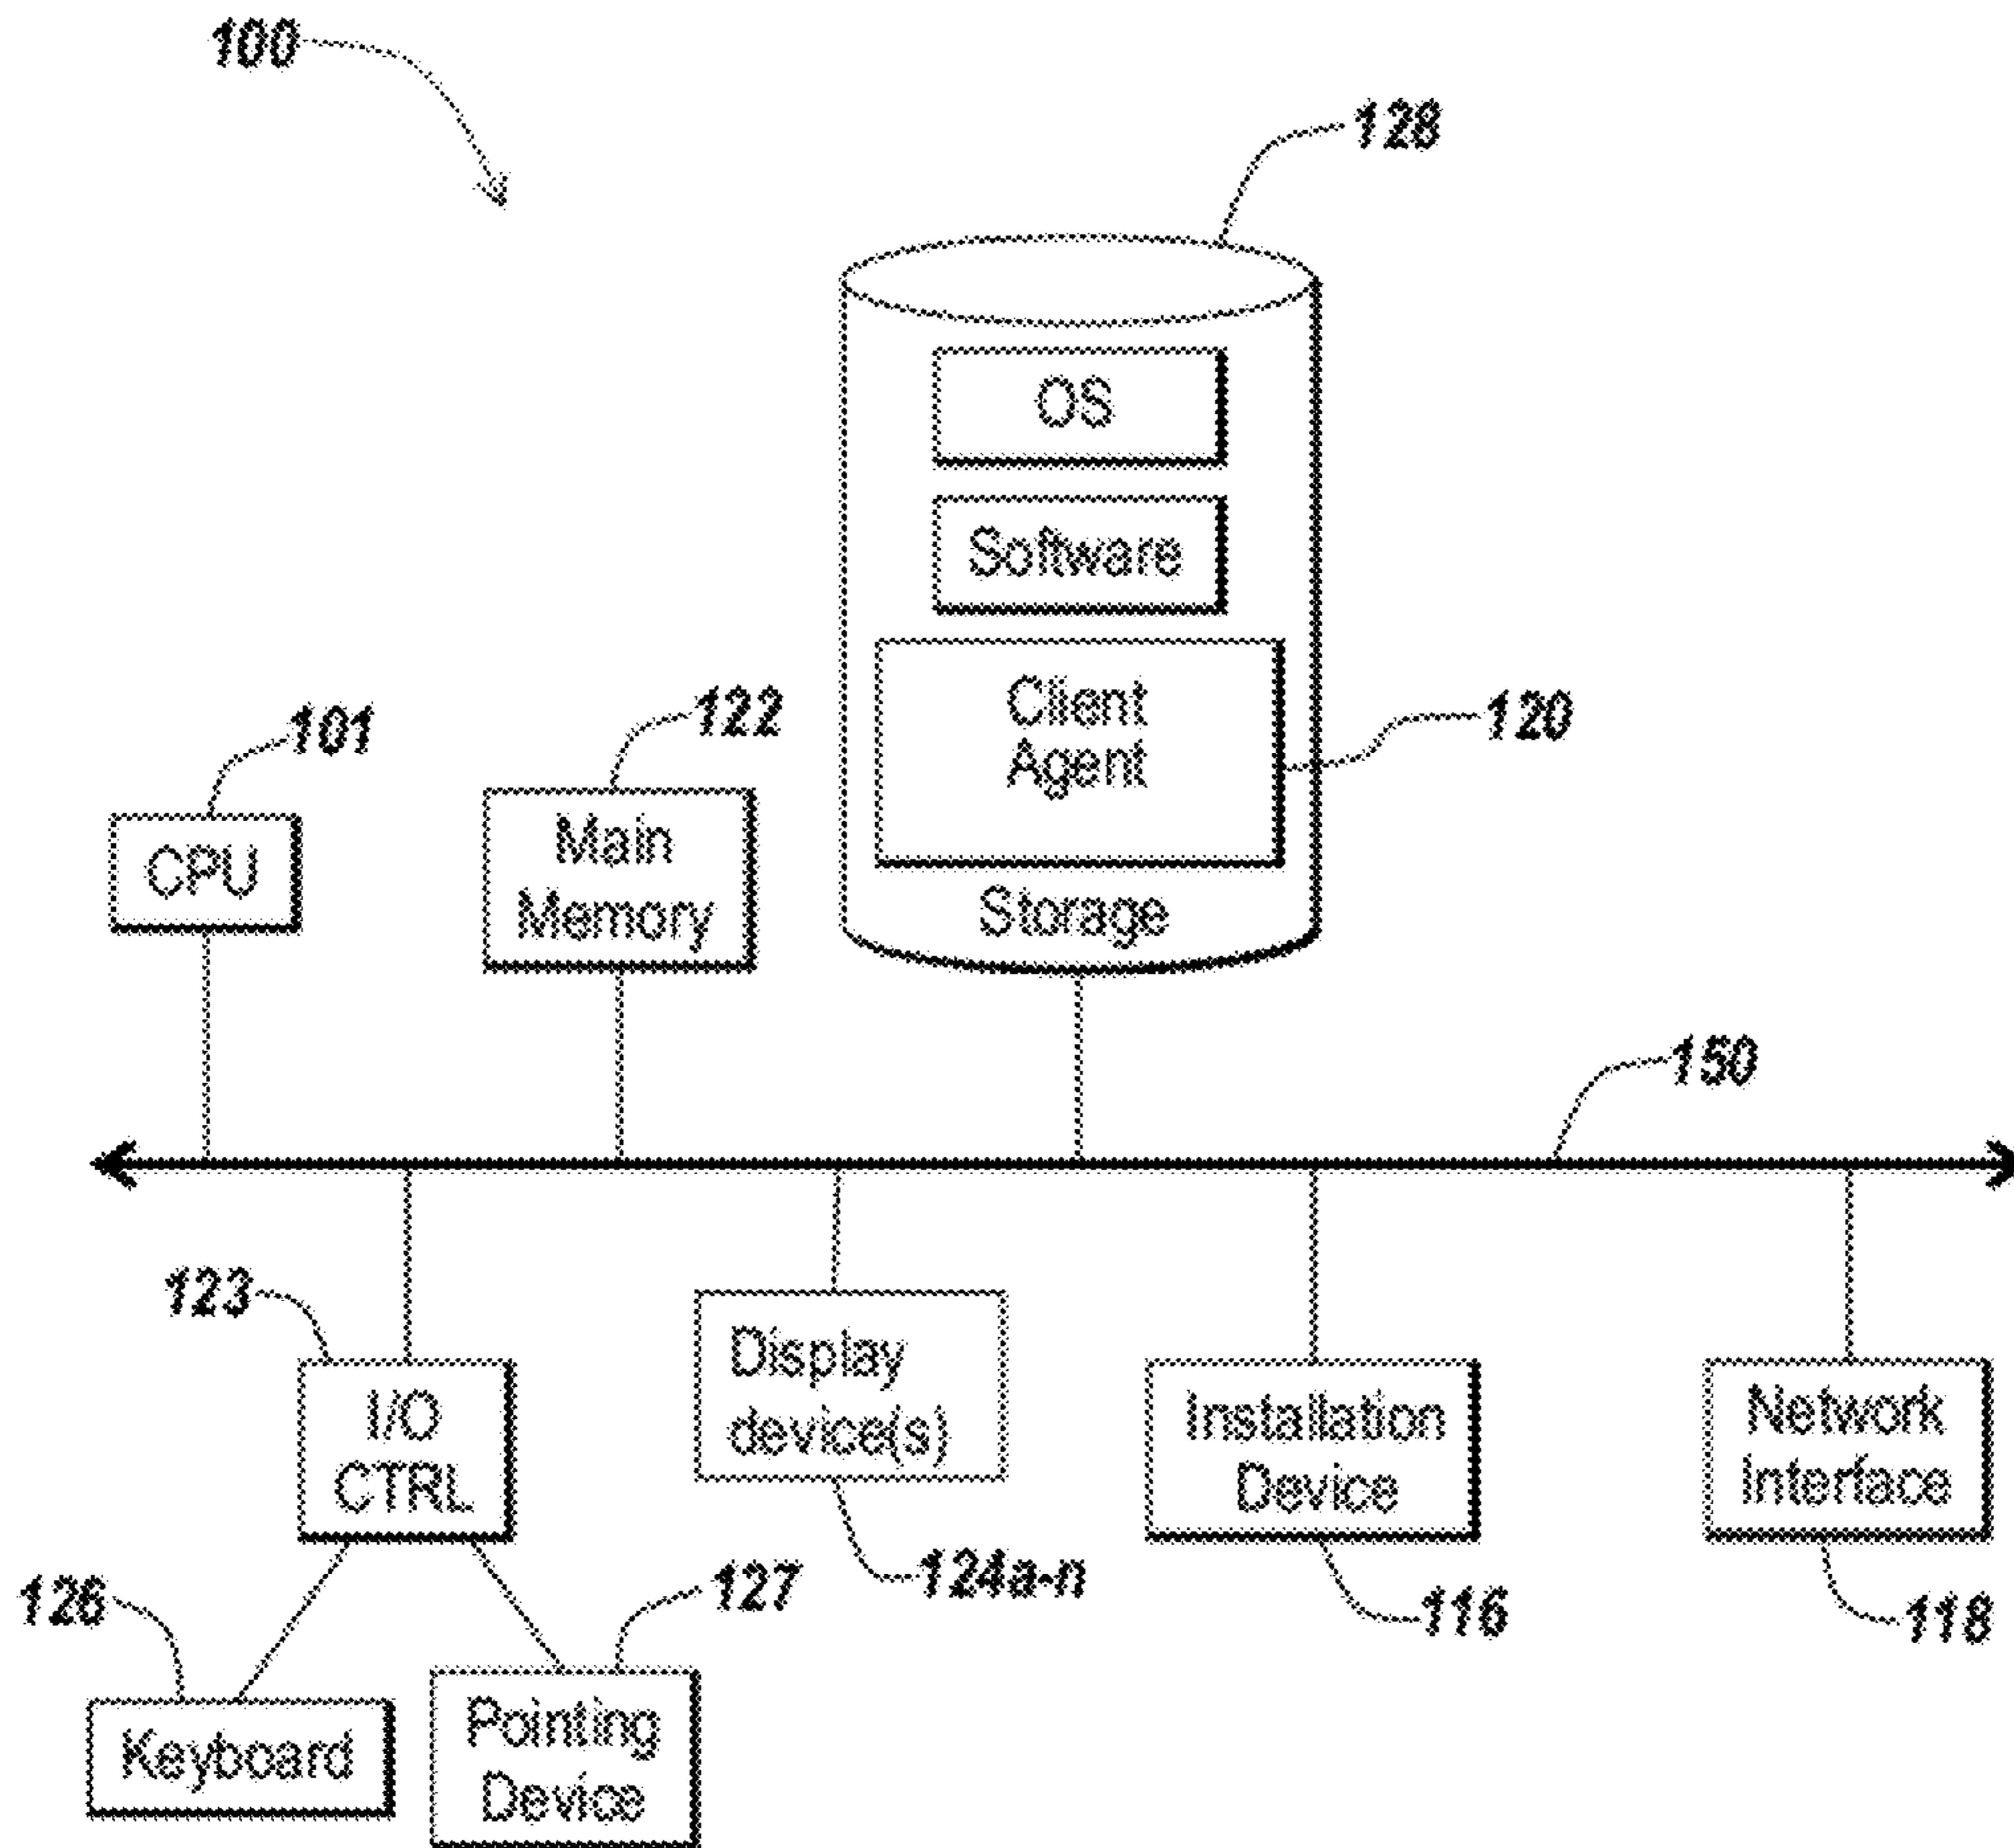 100
128
OS
Software
Client
Agent
120
Storage
101
CPU
122
Main
Memory
150
123
I/O
CTRL
Display
device(s)
124a-n
Installation
Device
116
Network
Interface
118
126
Keyboard
127
Pointing
Device